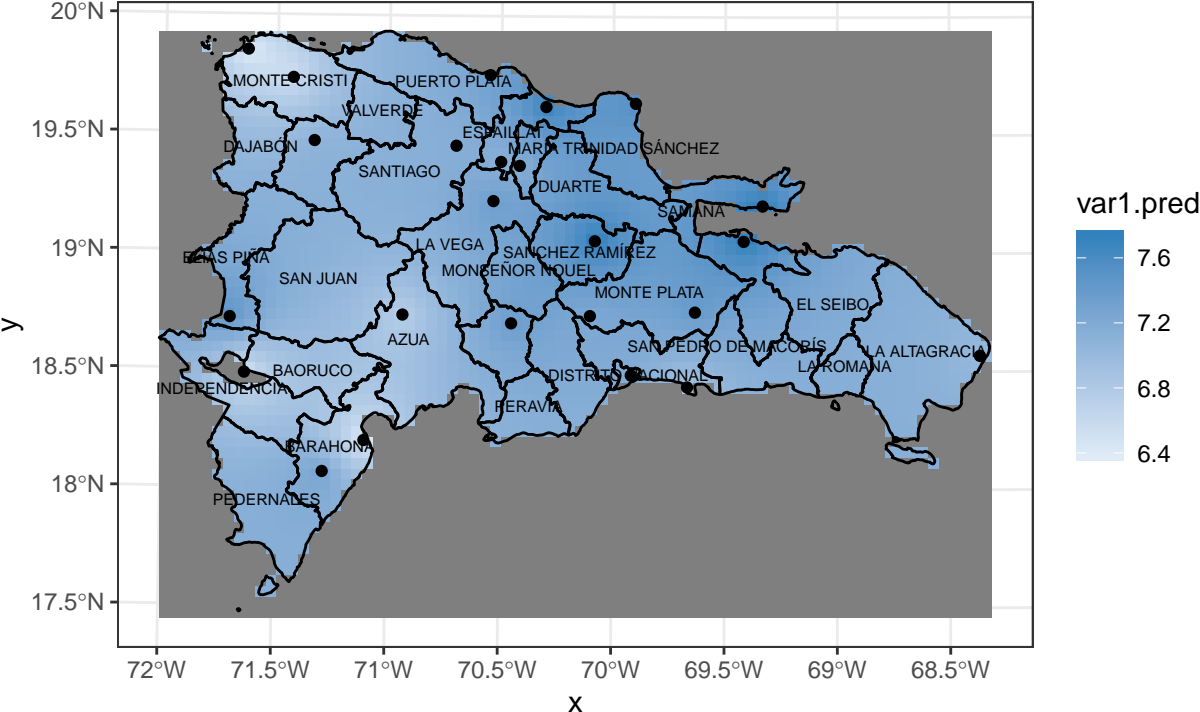 20°N
19.5°N
19°N
18.5°N
18°N
17.5°N
y
MONTE CRISTI
PUERTO PLATA
VALVERDE
ESPAILLAT
DAJABÓN
MARÍA TRINIDAD SÁNCHEZ
SANTIAGO
DUARTE
SAMANÁ
LA VEGA
SANCHEZ RAMÍREZ
ELÍAS PIÑA
MONSEÑOR NOUEL
SAN JUAN
MONTE PLATA
EL SEIBO
AZUA
SAN PEDRO DE MACORÍS
LA ALTAGRACIA
LA ROMANA
BAORUCO
DISTRITO NACIONAL
INDEPENDENCIA
PERAVIA
BARAHONA
PEDERNALES
72°W
71.5°W
71°W
70.5°W
70°W
69.5°W
69°W
68.5°W
x
var1.pred
7.6
7.2
6.8
6.4